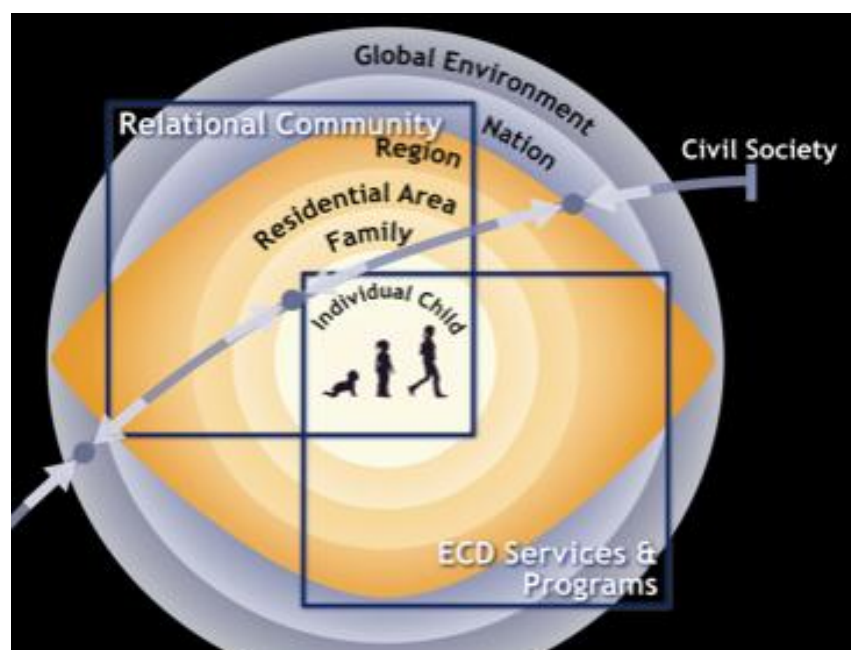 Global Environment
Relational Community
Nation
Region
Civil Society
Residential Area
Family
Individual Child
ECD Services &
Programs